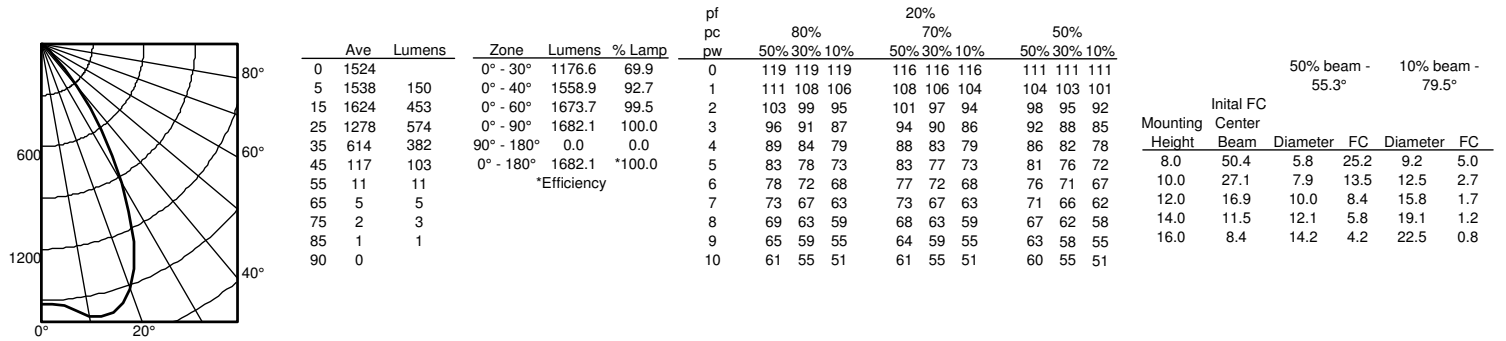 600
1200
0°
20°
40°
60°
80°
Ave Lumens
0 1524
5 1538 150
15 1624 453
25 1278 574
35 614 382
45 117 103
55 11 11
65 5 5
75 2 3
85 1 1
90 0
Zone Lumens % Lamp
0° - 30° 1176.6 69.9
0° - 40° 1558.9 92.7
0° - 60° 1673.7 99.5
0° - 90° 1682.1 100.0
90° - 180° 0.0 0.0
0° - 180° 1682.1 *100.0
*Efficiency
pf 20%
pc 80% 70% 50%
pw 50% 30% 10% 50% 30% 10% 50% 30% 10%
0 119 119 119 116 116 116 111 111 111
1 111 108 106 108 106 104 104 103 101
2 103 99 95 101 97 94 98 95 92
3 96 91 87 94 90 86 92 88 85
4 89 84 79 88 83 79 86 82 78
5 83 78 73 83 77 73 81 76 72
6 78 72 68 77 72 68 76 71 67
7 73 67 63 73 67 63 71 66 62
8 69 63 59 68 63 59 67 62 58
9 65 59 55 64 59 55 63 58 55
10 61 55 51 61 55 51 60 55 51
50% beam - 10% beam -
55.3° 79.5°
Inital FC
Mounting Center
Height Beam Diameter FC Diameter FC
8.0 50.4 5.8 25.2 9.2 5.0
10.0 27.1 7.9 13.5 12.5 2.7
12.0 16.9 10.0 8.4 15.8 1.7
14.0 11.5 12.1 5.8 19.1 1.2
16.0 8.4 14.2 4.2 22.5 0.8